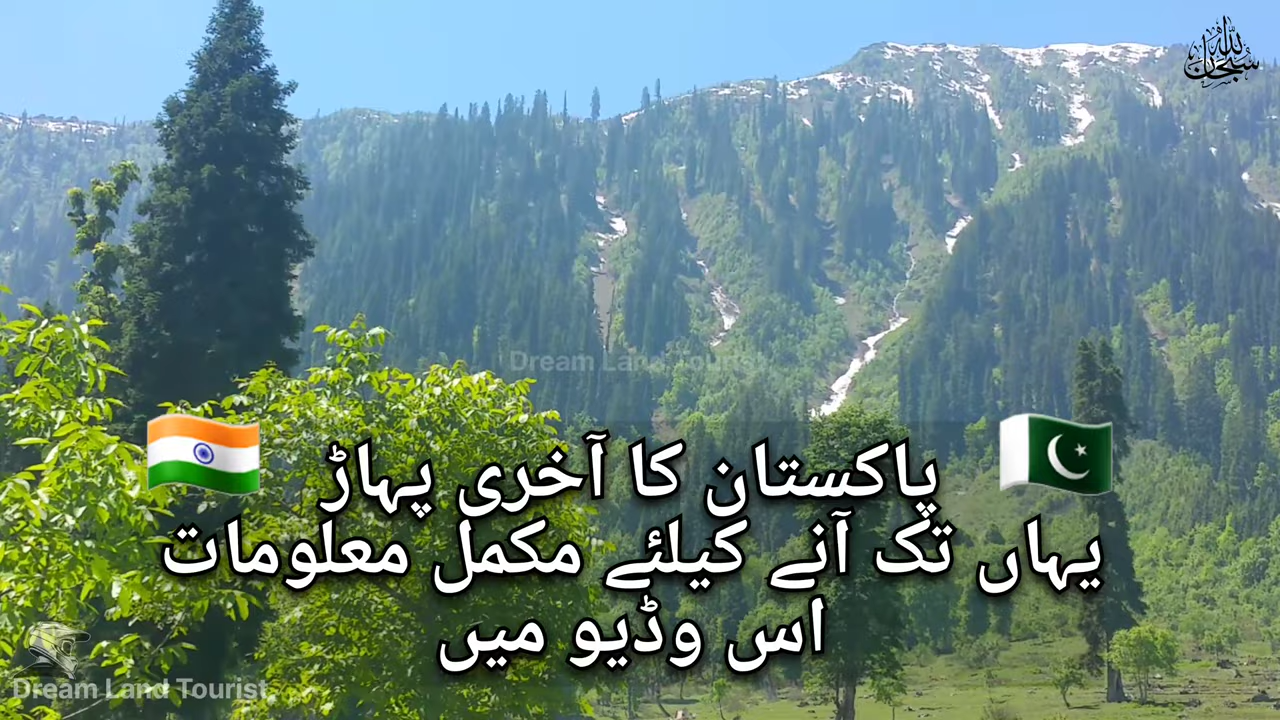 سبحان الله
Dream Land Tourist
پاکستان کا آخری پہاڑ
یہاں تک آنے کیلئے مکمل معلومات
اس وڈیو میں
Dream Land Tourist